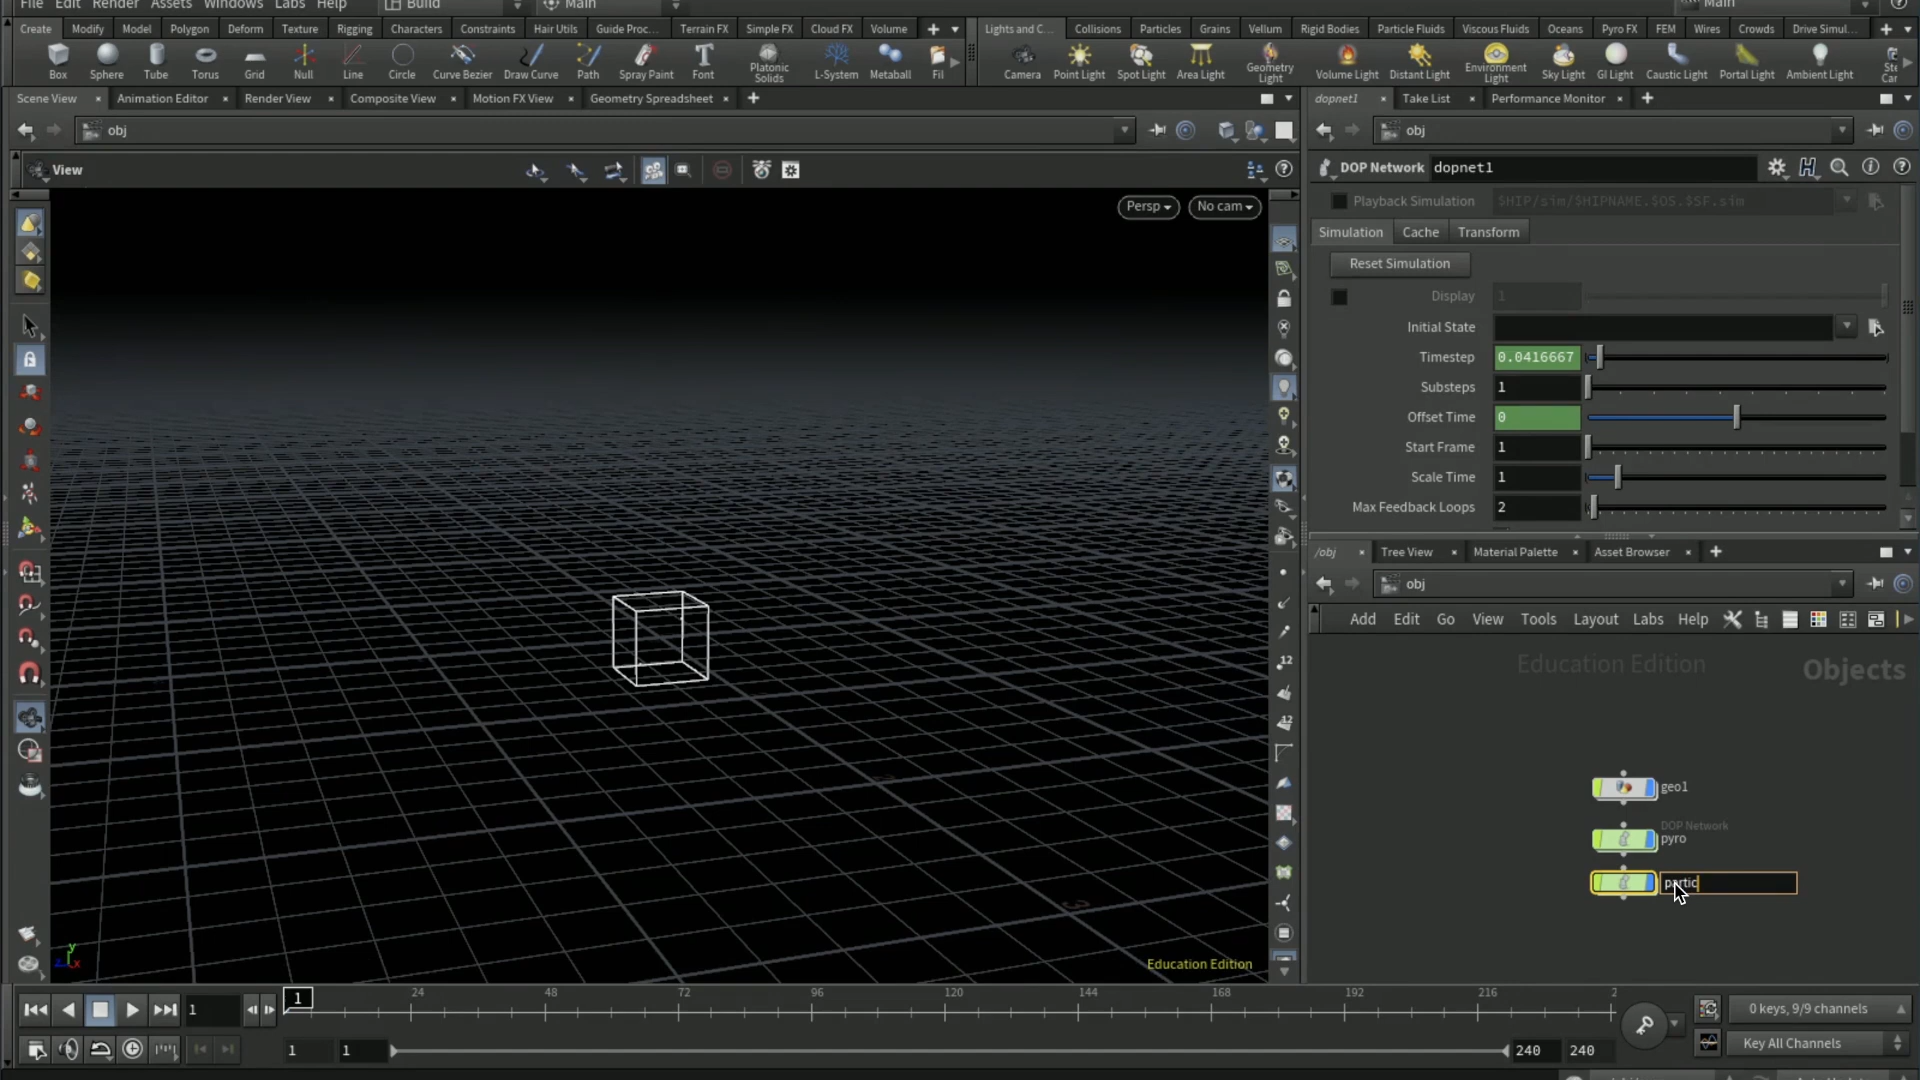 File Edit Render Assets Windows Labs Help Build Main Main
Create Modify Model Polygon Deform Texture Rigging Characters Constraints Hair Utils Guide Proc... Terrain FX Simple FX Cloud FX Volume
Lights and C... Collisions Particles Grains Vellum Rigid Bodies Particle Fluids Viscous Fluids Oceans Pyro FX FEM Wires Crowds Drive Simul...
Box Sphere Tube Torus Grid Null Line Circle Curve Bezier Draw Curve Path Spray Paint Font Platonic Solids L-System Metaball Fil
Camera Point Light Spot Light Area Light Geometry Light Volume Light Distant Light Environment Light Sky Light GI Light Caustic Light Portal Light Ambient Light Ste Car
Scene View Animation Editor Render View Composite View Motion FX View Geometry Spreadsheet
dopnet1 Take List Performance Monitor
obj
obj
View
DOP Network dopnet1
Playback Simulation $HIP/sim/$HIPNAME.$OS.$SF.sim
Persp No cam
Simulation Cache Transform
Reset Simulation
Display 1
Initial State
Timestep 0.0416667
Substeps 1
Offset Time 0
Start Frame 1
Scale Time 1
Max Feedback Loops 2
/obj Tree View Material Palette Asset Browser
obj
Add Edit Go View Tools Layout Labs Help
Education Edition Objects
12
12
geo1
DOP Network
pyro
partic
3
y
z x
Education Edition
1 1 24 48 72 96 120 144 168 192 216 2
0 keys, 9/9 channels
1 1 240 240
Key All Channels